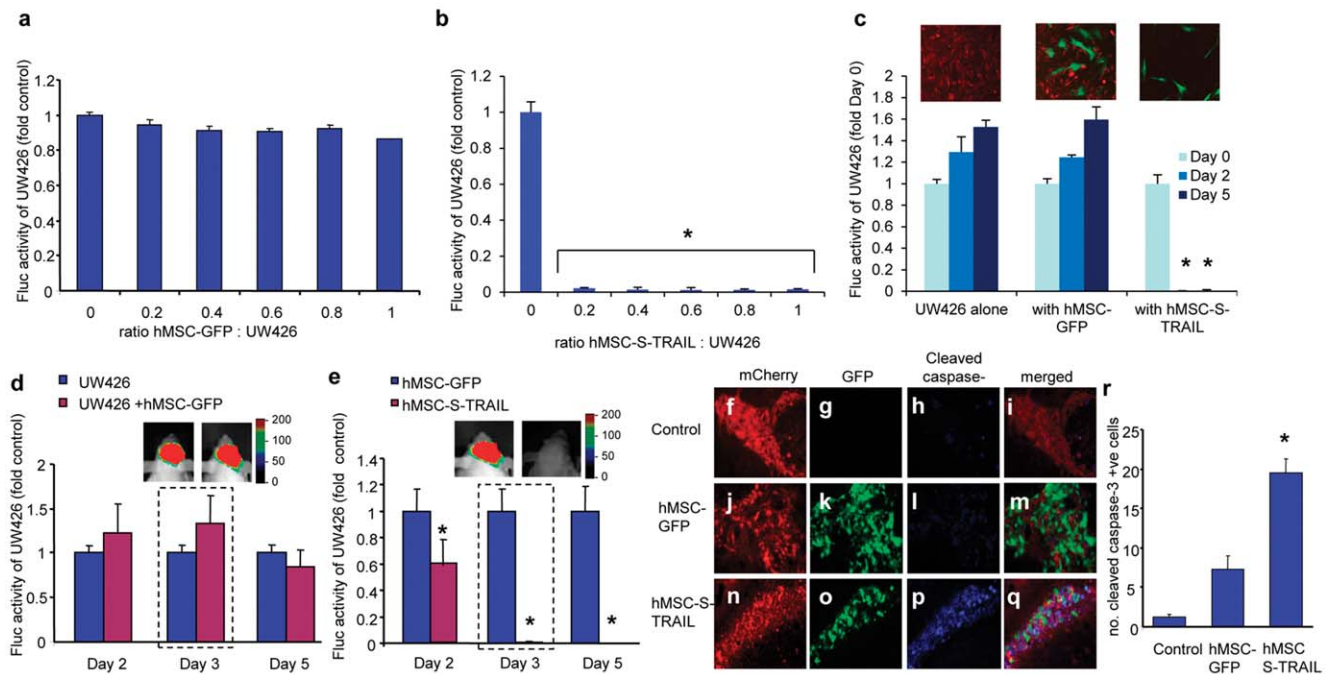 a
Fluc activity of UW426 (fold control)
1.2
1
0.8
0.6
0.4
0.2
0
0 0.2 0.4 0.6 0.8 1
ratio hMSC-GFP : UW426
b
Fluc activity of UW426 (fold control)
1.2
1
0.8
0.6
0.4
0.2
0
*
0 0.2 0.4 0.6 0.8 1
ratio hMSC-S-TRAIL : UW426
c
Fluc activity of UW426 (fold Day 0)
2
1.8
1.6
1.4
1.2
1
0.8
0.6
0.4
0.2
0
Day 0
Day 2
Day 5
* *
UW426 alone
with hMSC-
GFP
with hMSC-S-
TRAIL
d
UW426
UW426 +hMSC-GFP
200
150
100
50
0
Fluc activity of UW426 (fold control)
2
1.5
1
0.5
0
Day 2 Day 3 Day 5
e
hMSC-GFP
hMSC-S-TRAIL
200
150
100
50
0
Fluc activity of UW426 (fold control)
1.4
1.2
1
0.8
0.6
0.4
0.2
0
*
*
*
Day 2 Day 3 Day 5
mCherry
GFP
Cleaved
caspase-
merged
Control
f g h i
hMSC-
GFP
j k l m
hMSC-S-
TRAIL
n o p q
r
no. cleaved caspase-3 +ve cells
25
20
15
10
5
0
*
Control
hMSC-
GFP
hMSC
S-TRAIL